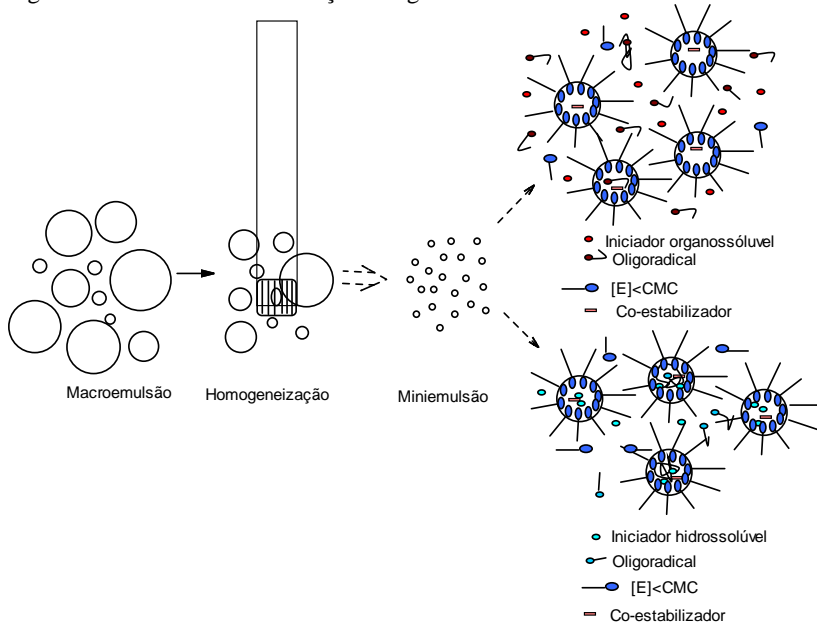 Macroemulsão
Homogeneização
Miniemulsão
Iniciador organossóluvel
Oligoradical
[E]<CMC
Co-estabilizador
Iniciador hidrossolúvel
Oligoradical
[E]<CMC
Co-estabilizador